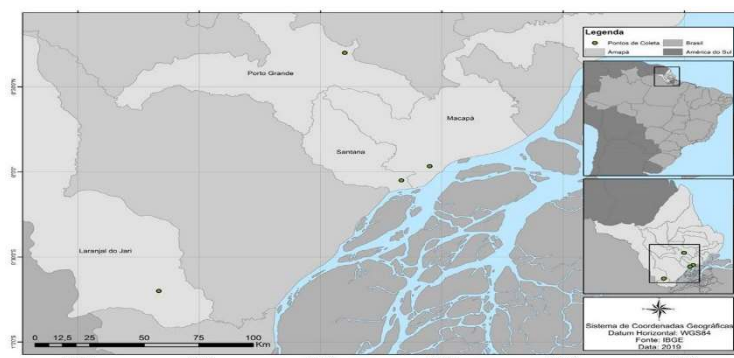 Legenda
Pontos de Coleta
Brasil
Amapá
América do Sul
Porto Grande
Macapá
Santana
Laranjal do Jari
0 12,5 25 50 75 100
Km
Sistema de Coordenadas Geográficas
Datum Horizontal: WGS84
Fonte: IBGE
Data: 2019